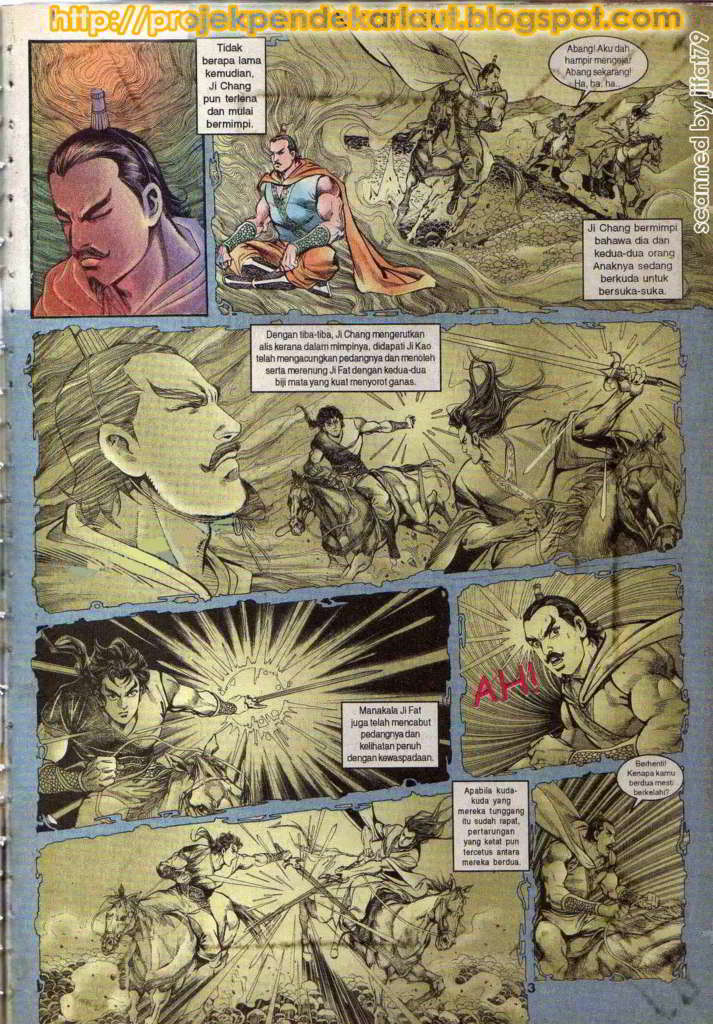 http://projekpendekarlaut.blogspot.com
scanned by jifat79
Tidak
berapa lama
kemudian,
Ji Chang
pun terlena
dan mulai
bermimpi.
Abang! Aku dah
hampir mengejar
Abang sekarang!
Ha, ba, ha..
Ji Chang bermimpi
bahawa dia dan
kedua-dua orang
Anaknya sedang
berkuda untuk
bersuka-suka.
Dengan tiba-tiba, Ji Chang mengerutkan
alis kerana dalam mimpinya, didapati Ji Kao
telah mengacungkan pedangnya dan menoleh
serta merenung Ji Fat dengan kedua-dua
biji mata yang kuat menyorot ganas.
Manakala Ji Fat
juga telah mencabut
pedangnya dan
kelihatan penuh
dengan kewaspadaan.
AH!
Apabila kuda-
kuda yang
mereka tunggang
itu sudah rapat,
pertarungan
yang ketat pun
tercetus antara
mereka berdua.
Berhenti!
Kenapa kamu
berdua mesti
berkelahi?
3